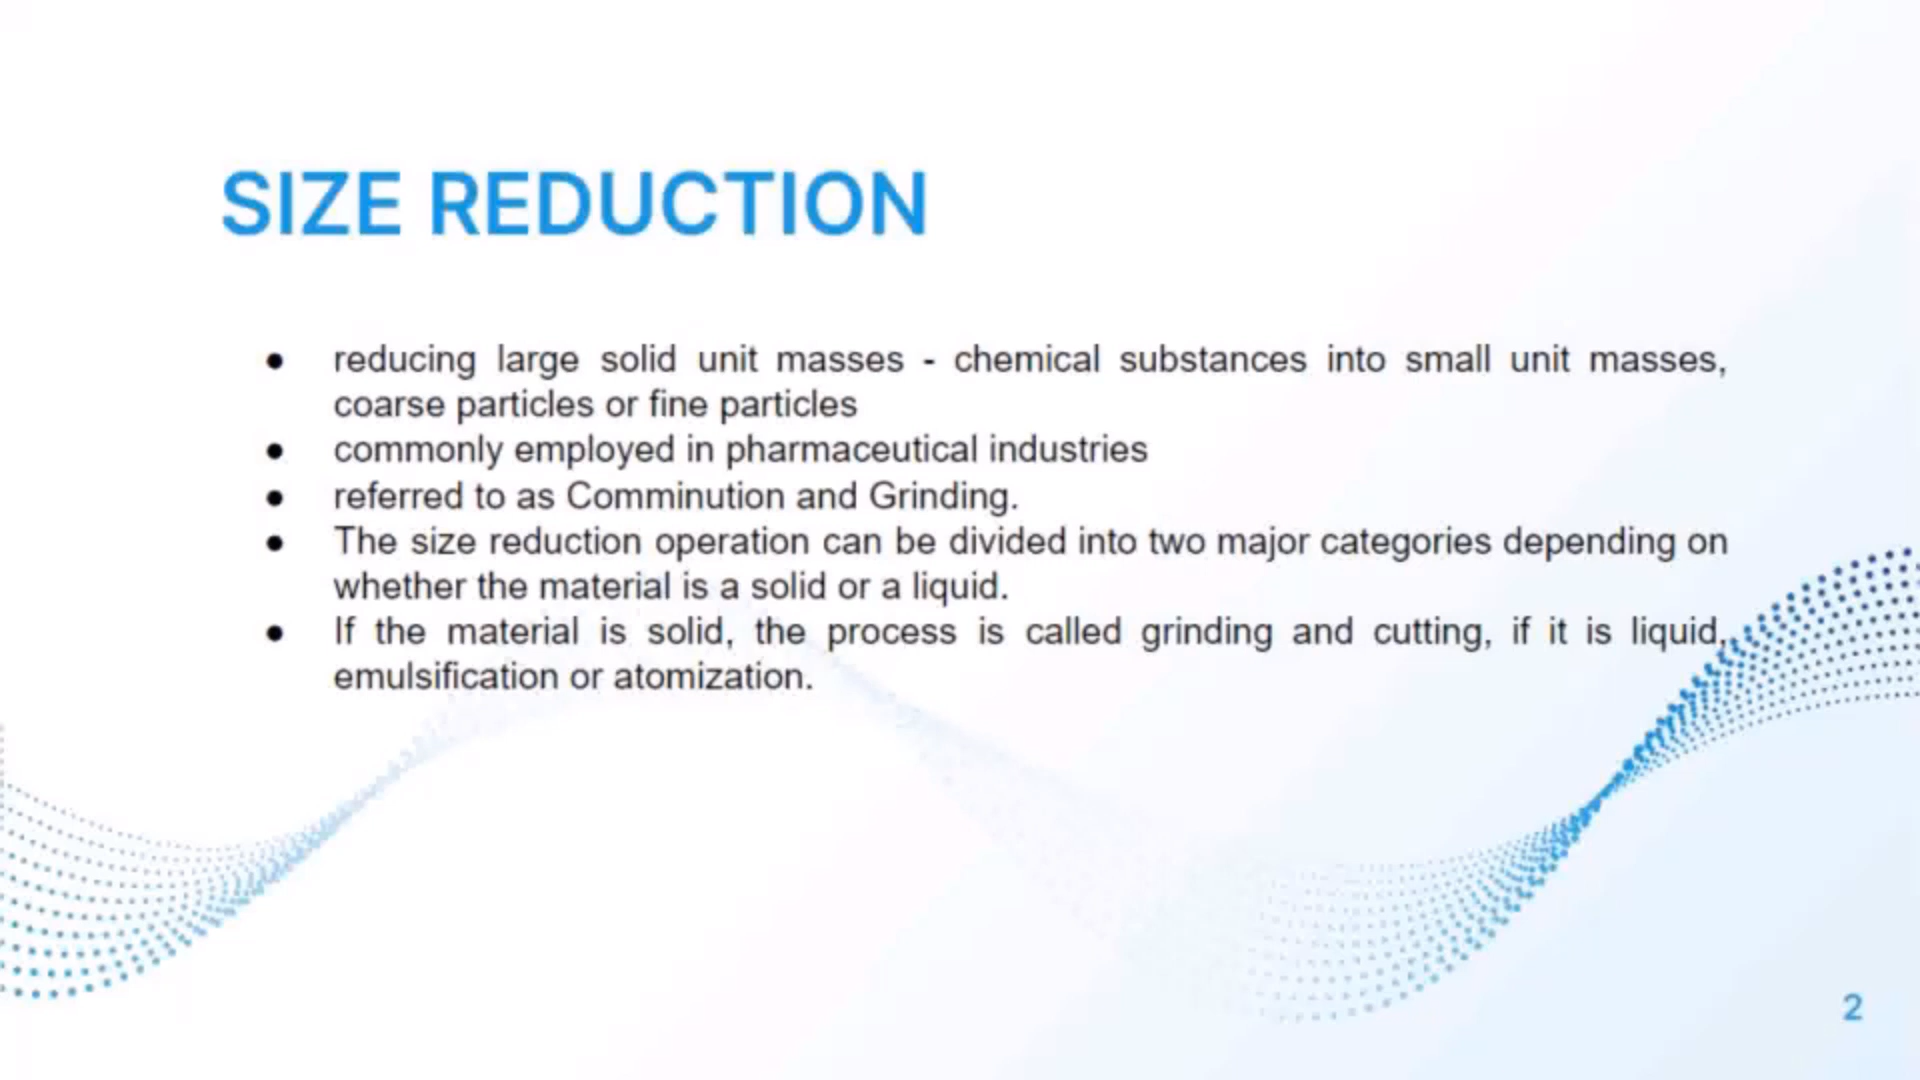 SIZE REDUCTION
● reducing large solid unit masses - chemical substances into small unit masses,
coarse particles or fine particles
● commonly employed in pharmaceutical industries
● referred to as Comminution and Grinding.
● The size reduction operation can be divided into two major categories depending on
whether the material is a solid or a liquid.
● If the material is solid, the process is called grinding and cutting, if it is liquid,
emulsification or atomization.
2